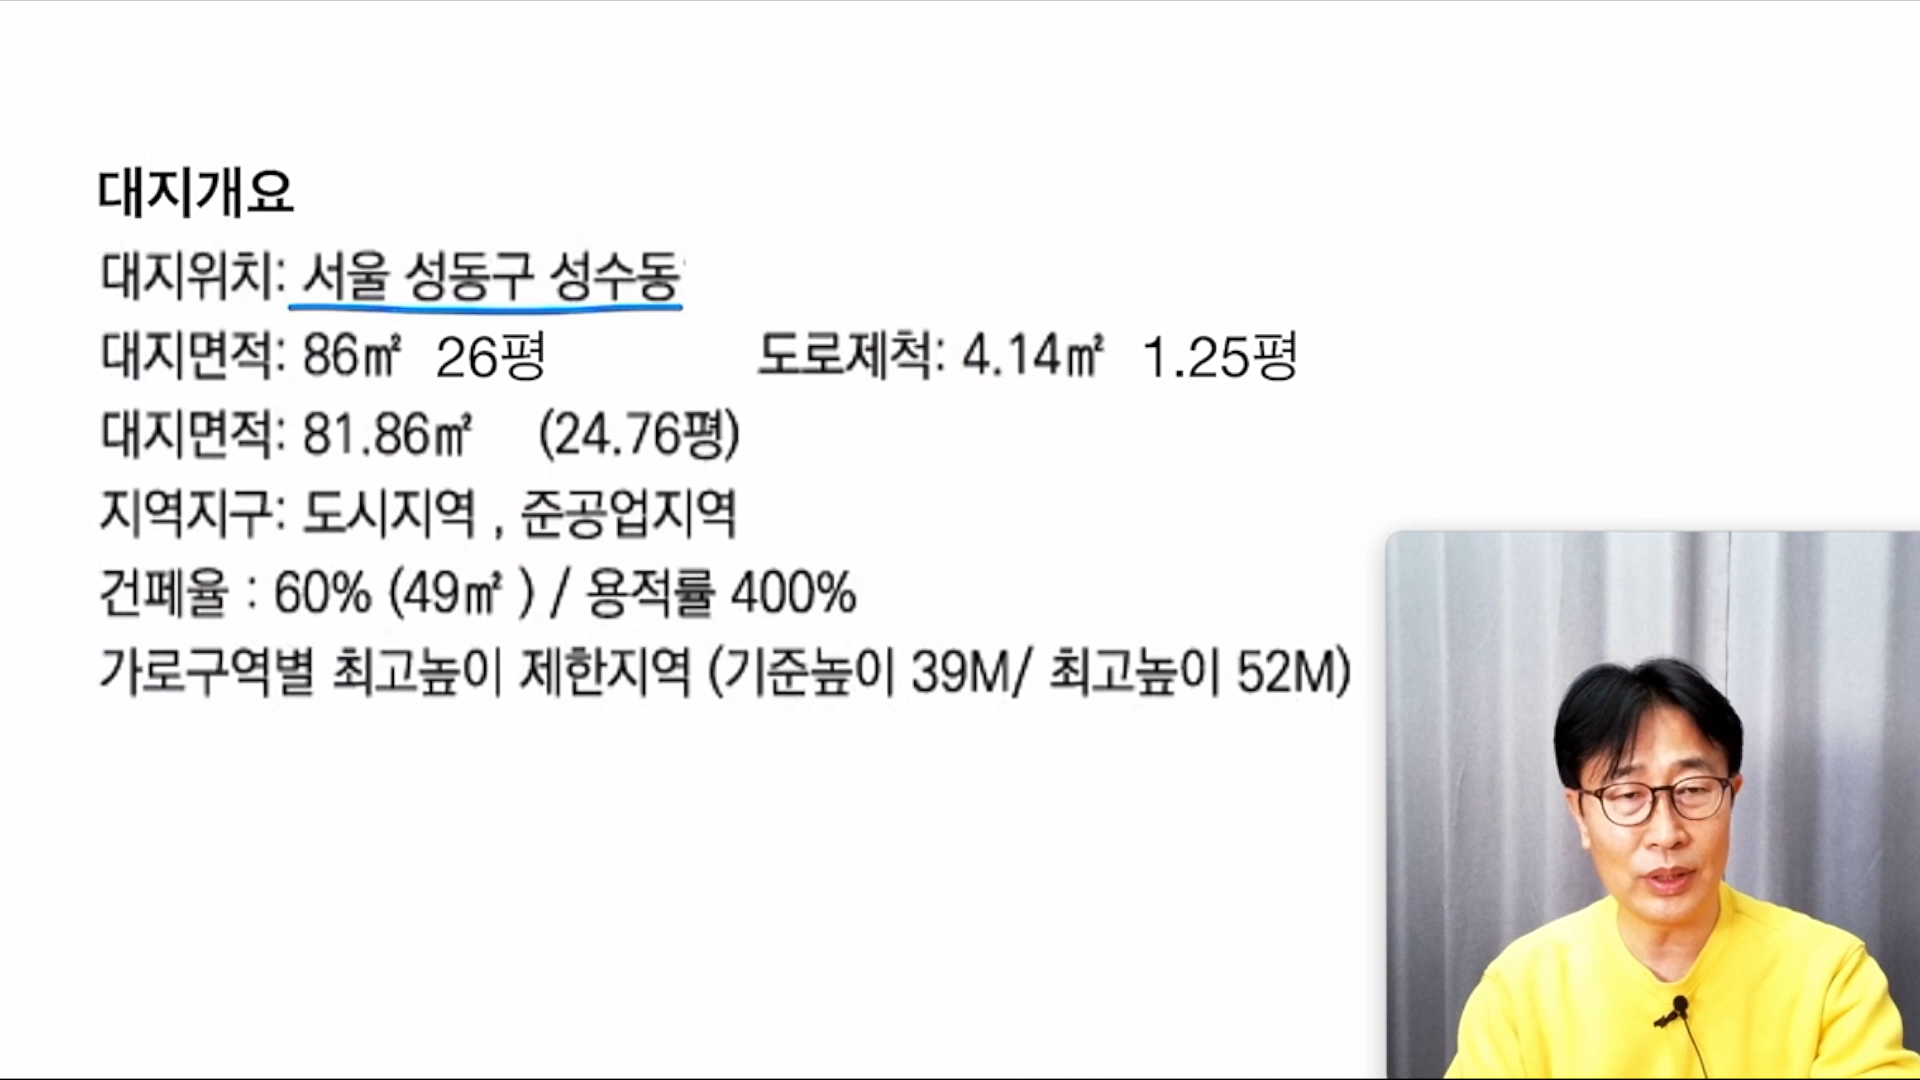 대지개요
대지위치: 서울 성동구 성수동
대지면적: 86㎡ 26평 도로제척: 4.14㎡ 1.25평
대지면적: 81.86㎡ (24.76평)
지역지구: 도시지역 , 준공업지역
건페율 : 60% (49㎡ ) / 용적률 400%
가로구역별 최고높이 제한지역 (기준높이 39M/ 최고높이 52M)